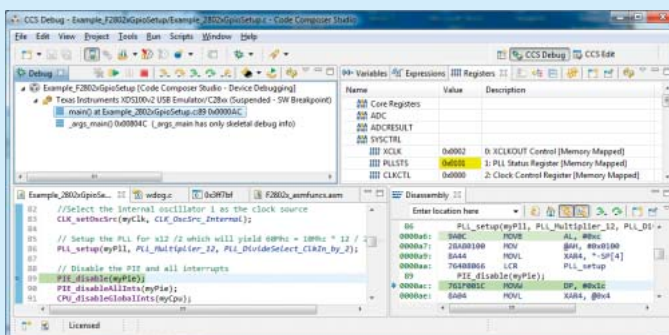 CCS Debug - Example_F2802xGpioSetup/Example_2802xGpioSetup.c - Code Composer Studio
File Edit View Project Tools Run Scripts Window Help
CCS Debug CCS Edit
Debug
Example_F2802xGpioSetup [Code Composer Studio - Device Debugging]
Texas Instruments XDS100v2 USB Emulator/C28xx (Suspended - SW Breakpoint)
main() at Example_2802xGpioSetup.c:89 0x0000AC
_args_main() 0x00804C (_args_main has only skeletal debug info)
Variables Expressions Registers
Name Value Description
Core Registers
ADC
ADCRESULT
SYSCTRL
XCLK 0x0002 0: XCLKOUT Control [Memory Mapped]
PLLSTS 0x0101 1: PLL Status Register [Memory Mapped]
CLKCTL 0x0000 2: Clock Control Register [Memory Mapped]
Example_2802xGpioSe... wdog.c 0x3ff7bf F2802x_asmfuncs.asm
82 //Select the internal oscillator 1 as the clock source
83 CLK_setOscSrc(myClk, CLK_OscSrc_Internal);
84
85 // Setup the PLL for x12 /2 which will yield 60Mhz = 10Mhz * 12 / 2
86 PLL_setup(myPll, PLL_Multiplier_12, PLL_DivideSelect_ClkIn_by_2);
87
88 // Disable the PIE and all interrupts
89 PIE_disable(myPie);
90 PIE_disableAllInts(myPie);
91 CPU_disableGlobalInts(myCpu);
Disassembly
Enter location here
86 PLL_setup(myPll, PLL_Multiplier_12, PLL_Di
0000a6: 9A0C MOVB AL, #0xc
0000a7: 28A80100 MOV @AH, #0x0100
0000a9: 8A44 MOVL XAR4, *-SP[4]
0000aa: 76408066 LCR PLL_setup
89 PIE_disable(myPie);
0000ac: 761F001C MOVW DP, #0x1c
0000ae: 8A04 MOVL XAR4, @0x4
Licensed